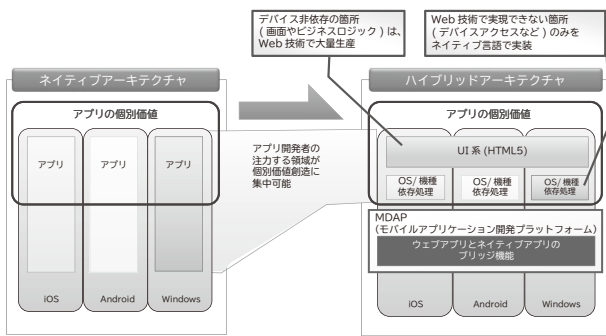 デバイス非依存の箇所
(画面やビジネスロジック)は、
Web 技術で大量生産
Web 技術で実現できない箇所
(デバイスアクセスなど)のみを
ネイティブ言語で実装
ネイティブアーキテクチャ
ハイブリッドアーキテクチャ
アプリの個別価値
アプリの個別価値
アプリ
アプリ
アプリ
アプリ開発者の
注力する領域が
個別価値創造に
集中可能
UI 系 (HTML5)
OS/ 機種
依存処理
OS/ 機種
依存処理
OS/ 機種
依存処理
MDAP
(モバイルアプリケーション開発プラットフォーム)
ウェブアプリとネイティブアプリの
ブリッジ機能
iOS
Android
Windows
iOS
Android
Windows